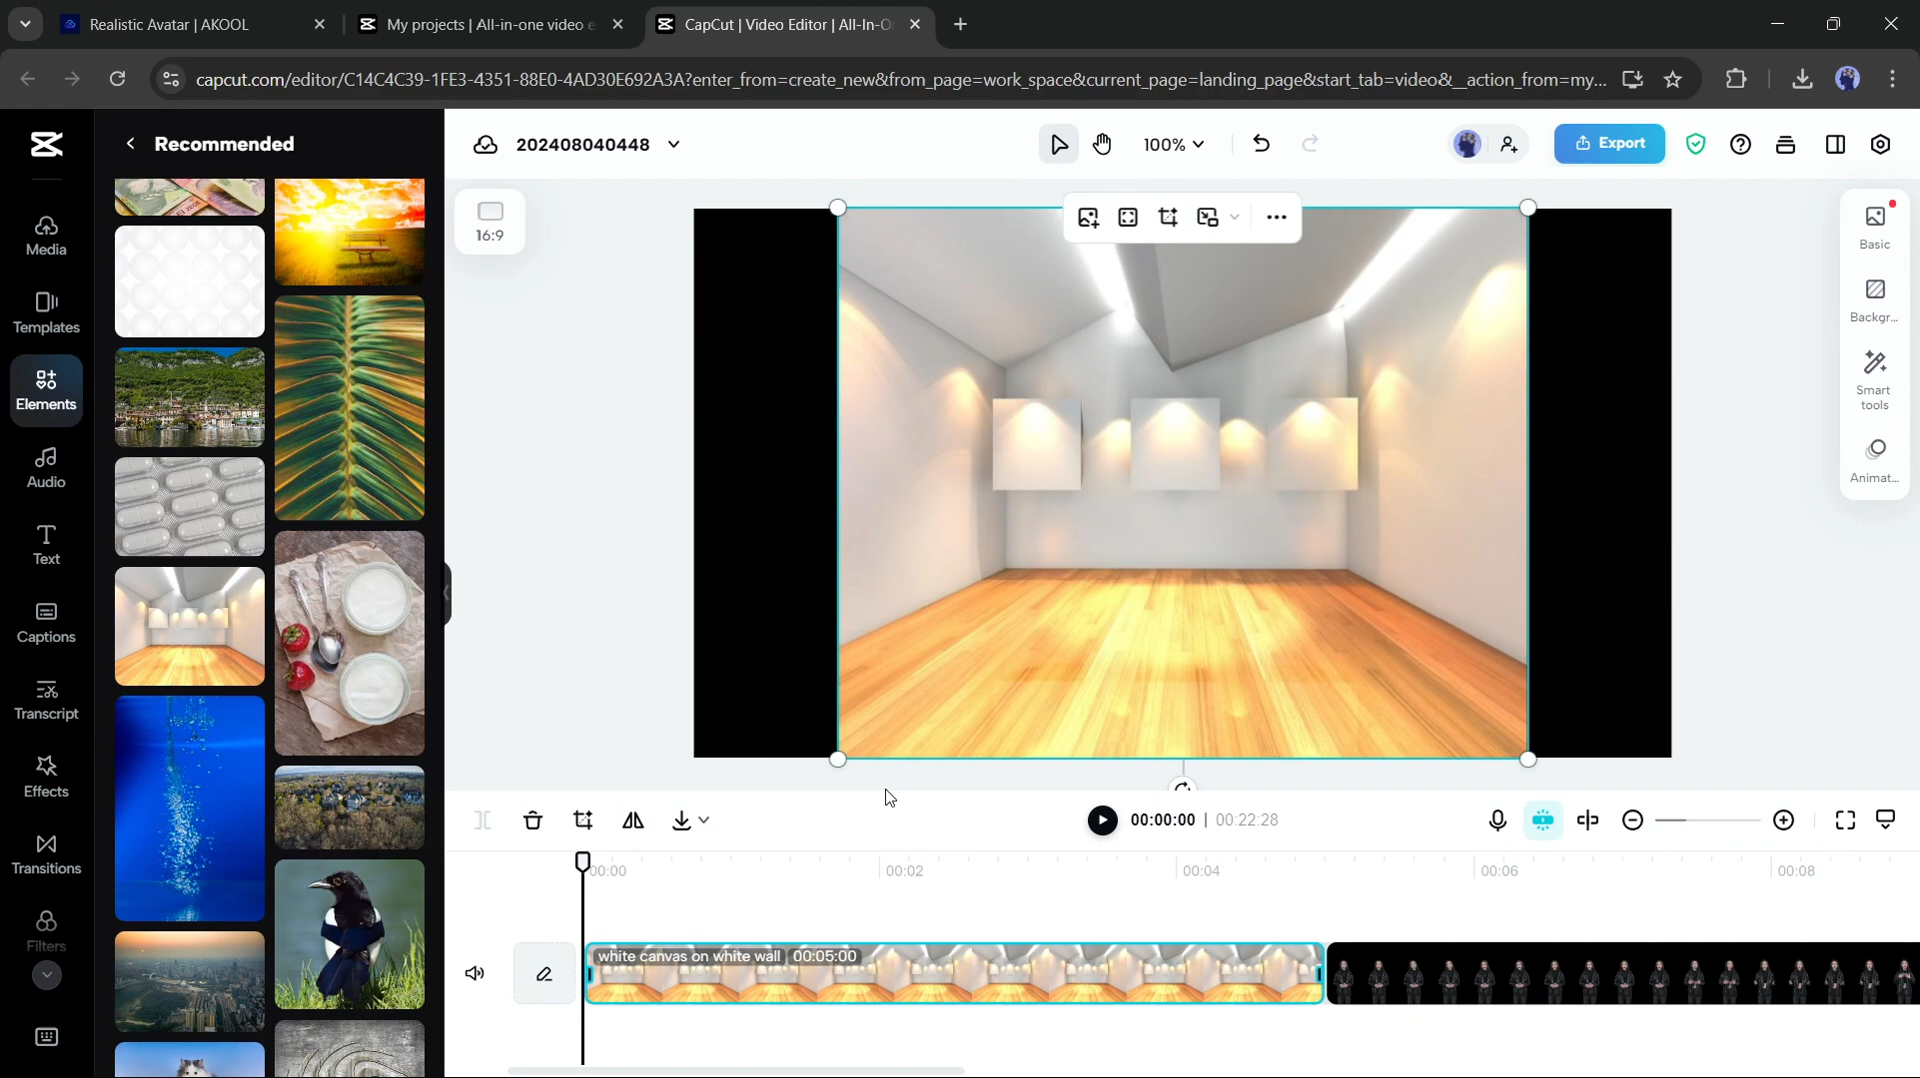 Realistic Avatar | AKOOL
My projects | All-in-one video e
CapCut | Video Editor | All-In-O
capcut.com/editor/C14C4C39-1FE3-4351-88E0-4AD30E692A3A?enter_from=create_new&from_page=work_space&current_page=landing_page&start_tab=video&__action_from=my...
Recommended
202408040448
100%
Export
Media
Templates
Elements
Audio
Text
Captions
Transcript
Effects
Transitions
Filters
16:9
Basic
Backgr...
Smart
tools
Animat...
00:00:00 | 00:22:28
00:00
00:02
00:04
00:06
00:08
white canvas on white wall 00:05:00